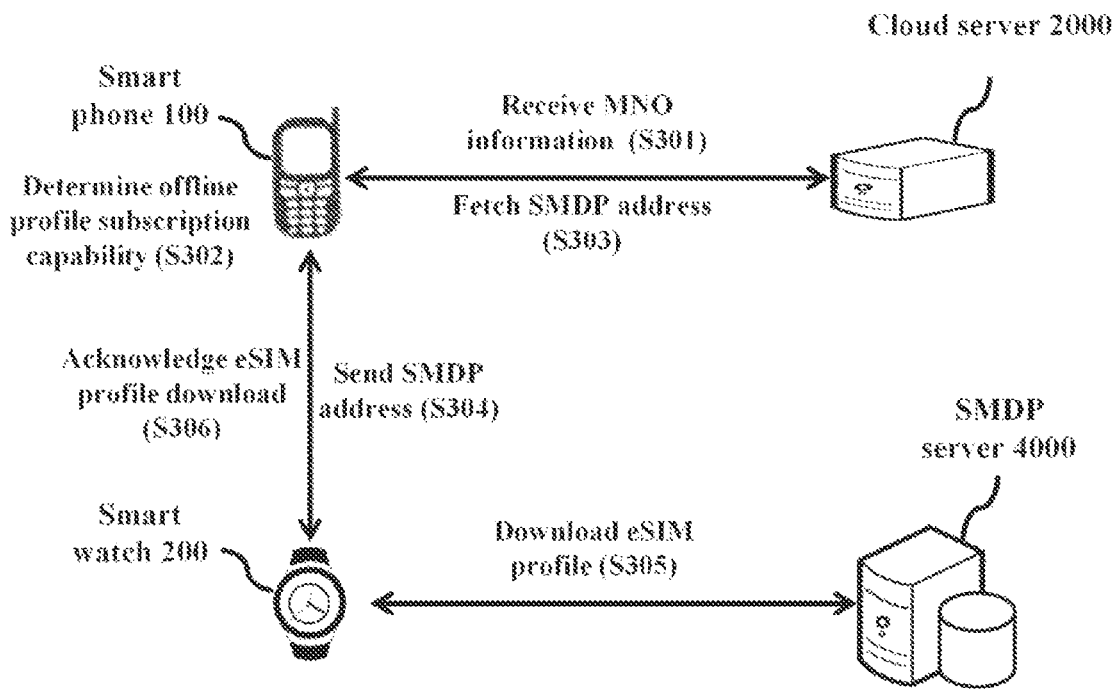 Cloud server 2000
Smart
phone 100
Receive MNO
information (S301)
Determine offline
profile subscription
capability (S302)
Fetch SMDP address
(S303)
Acknowledge eSIM
profile download
(S306)
Send SMDP
address (S304)
SMDP
server 4000
Smart
watch 200
Download eSIM
profile (S305)